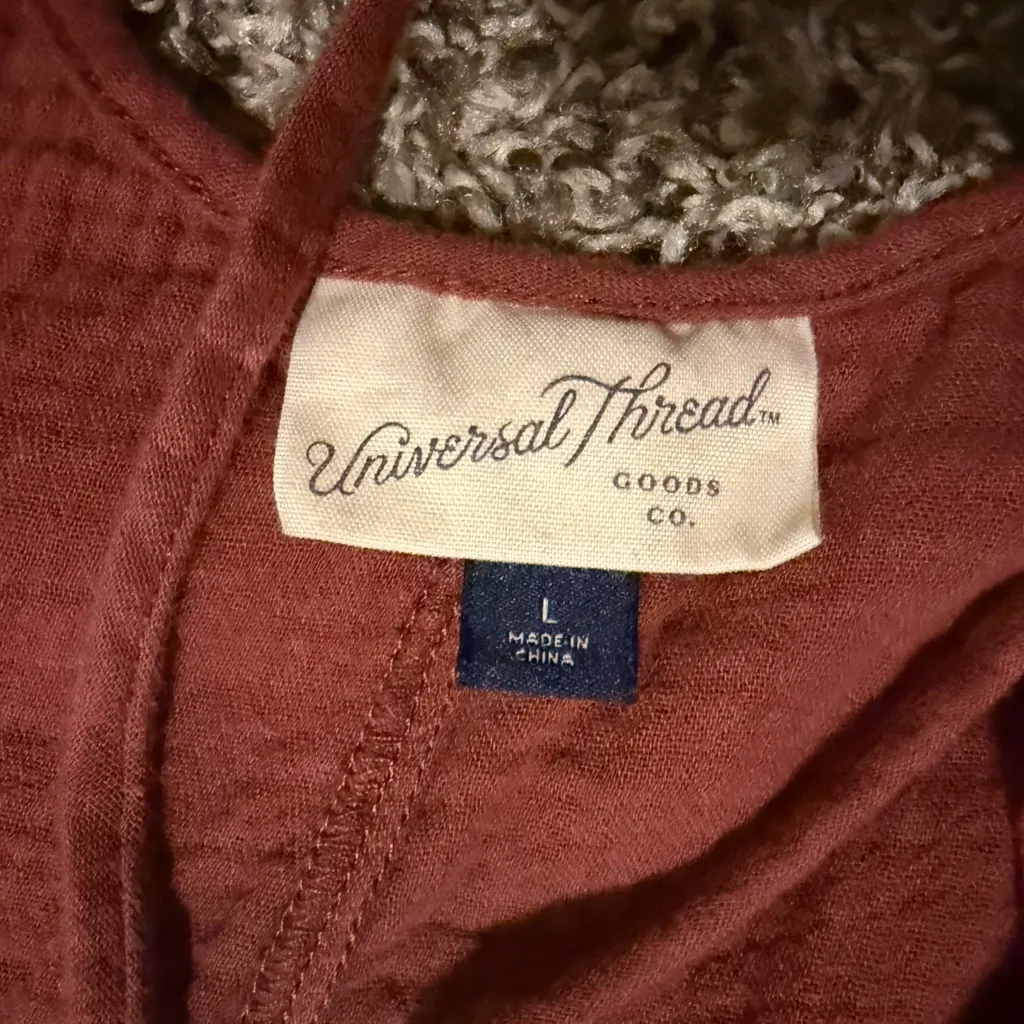 Universal Thread™
GOODS
CO.
L
MADE IN
CHINA